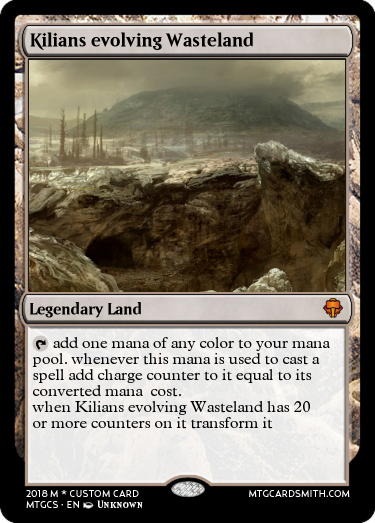 Kilians evolving Wasteland
Legendary Land
add one mana of any color to your mana
pool. whenever this mana is used to cast a
spell add charge counter to it equal to its
converted mana cost.
when Kilians evolving Wasteland has 20
or more counters on it transform it
2018 M * CUSTOM CARD
MTGCS • EN Unknown
MTGCARDSMITH.COM